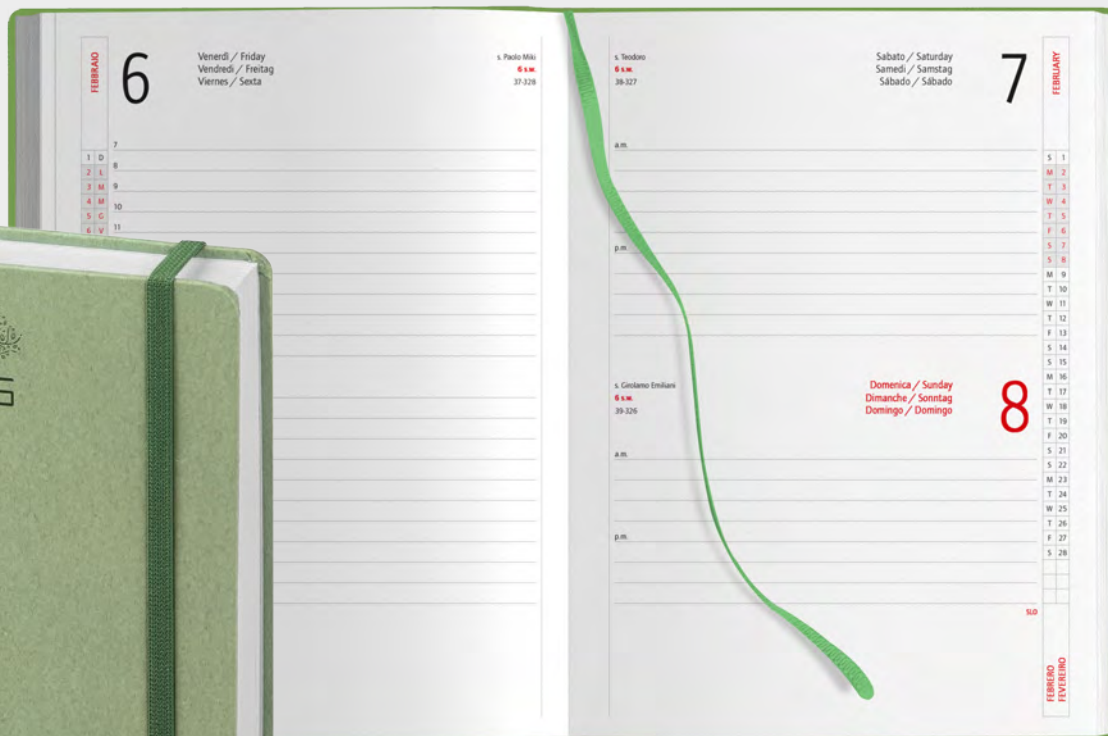 FEBBRAIO
6
Venerdì / Friday
Vendredi / Freitag
Viernes / Sexta
s. Paolo Miki
6 s.w.
37-328
7
8
9
10
11
1 D
2 L
3 M
4 M
5 G
6 V
s. Teodoro
6 s.w.
38-327
Sabato / Saturday
Samedi / Samstag
Sábado / Sábado
7
FEBRUARY
a.m.
p.m.
s. Girolamo Emiliani
6 s.w.
39-326
Domenica / Sunday
Dimanche / Sonntag
Domingo / Domingo
8
a.m.
p.m.
SLO
S 1
M 2
T 3
W 4
T 5
F 6
S 7
S 8
M 9
T 10
W 11
T 12
F 13
S 14
S 15
M 16
T 17
W 18
T 19
F 20
S 21
S 22
M 23
T 24
W 25
T 26
F 27
S 28
FEBRERO
FEVEREIRO